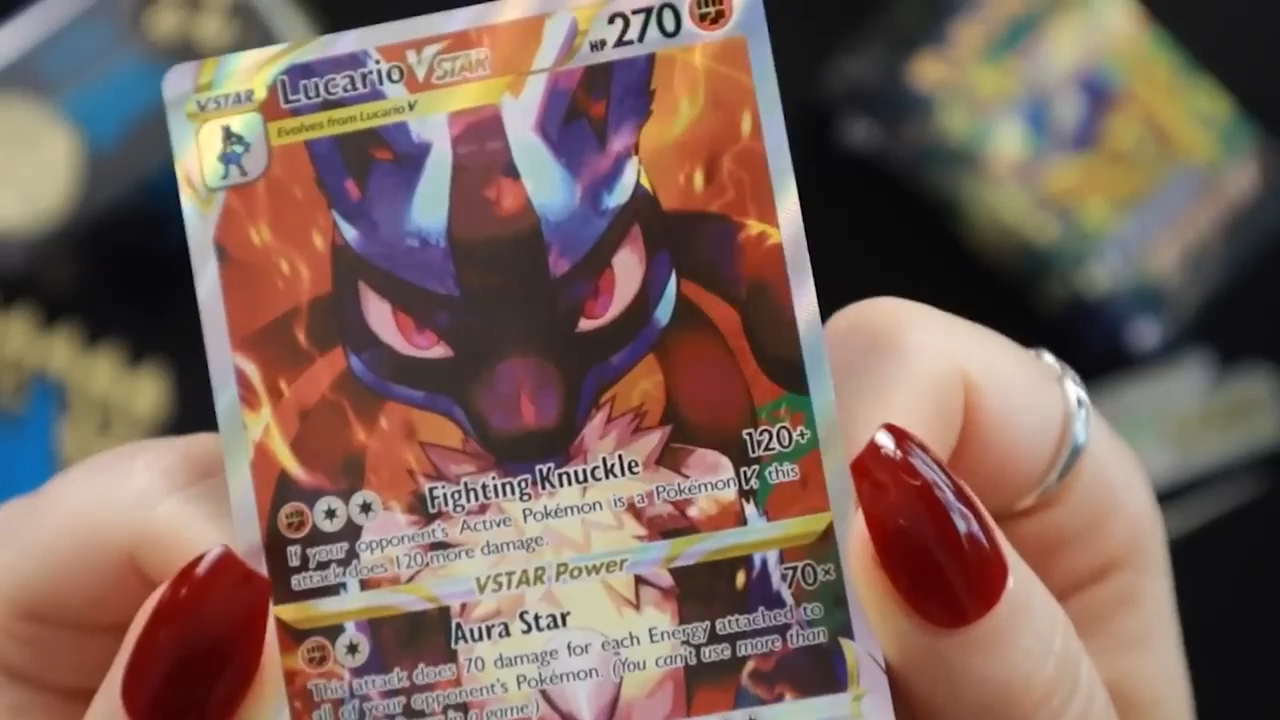 Lucario VSTAR
HP 270
VSTAR
Evolves from Lucario V
Fighting Knuckle 120+
If your opponent's Active Pokémon is a Pokémon V, this
attack does 120 more damage.
VSTAR Power
Aura Star 70×
This attack does 70 damage for each Energy attached to
all of your opponent's Pokémon. (You can't use more than
in a game.)